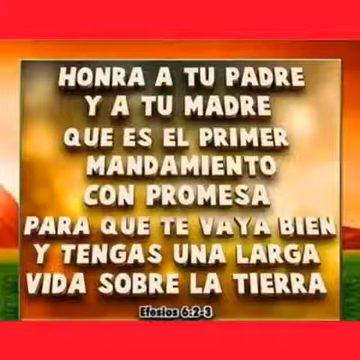 HONRA A TU PADRE
Y A TU MADRE
QUE ES EL PRIMER
MANDAMIENTO
CON PROMESA
PARA QUE TE VAYA BIEN
Y TENGAS UNA LARGA
VIDA SOBRE LA TIERRA
Efesios 6:2-3